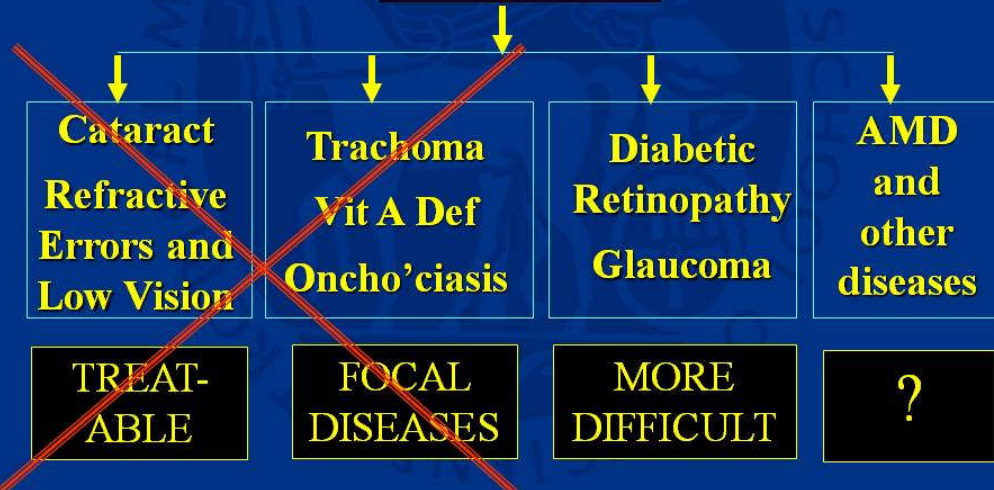 Cataract
Refractive
Errors and
Low Vision
Trachoma
Vit A Def
Oncho’ciasis
Diabetic
Retinopathy
Glaucoma
AMD
and
other
diseases
TREAT-
ABLE
FOCAL
DISEASES
MORE
DIFFICULT
?